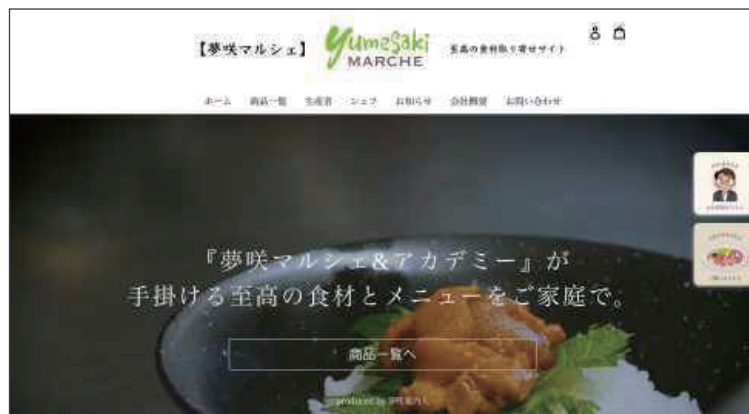 【夢咲マルシェ】
Yumesaki
MARCHE
至高の食材取り寄せサイト
ホーム 商品一覧 生産者 シェフ お知らせ 会社概要 お問い合わせ
『夢咲マルシェ&アカデミー』が
手掛ける至高の食材とメニューをご家庭で。
商品一覧へ
produced by